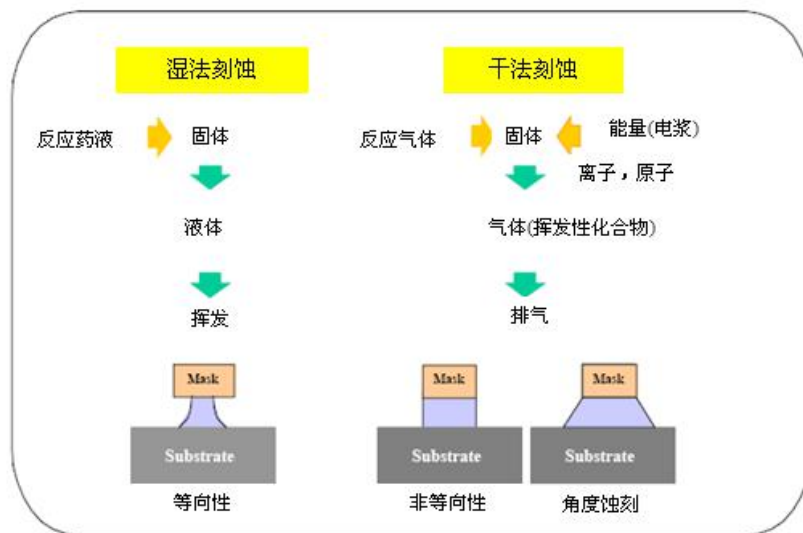 湿法刻蚀
反应药液
固体
液体
挥发
Mask
Substrate
等向性
干法刻蚀
反应气体
固体
能量(电浆)
离子，原子
气体(挥发性化合物)
排气
Mask
Mask
Substrate
Substrate
非等向性
角度蚀刻